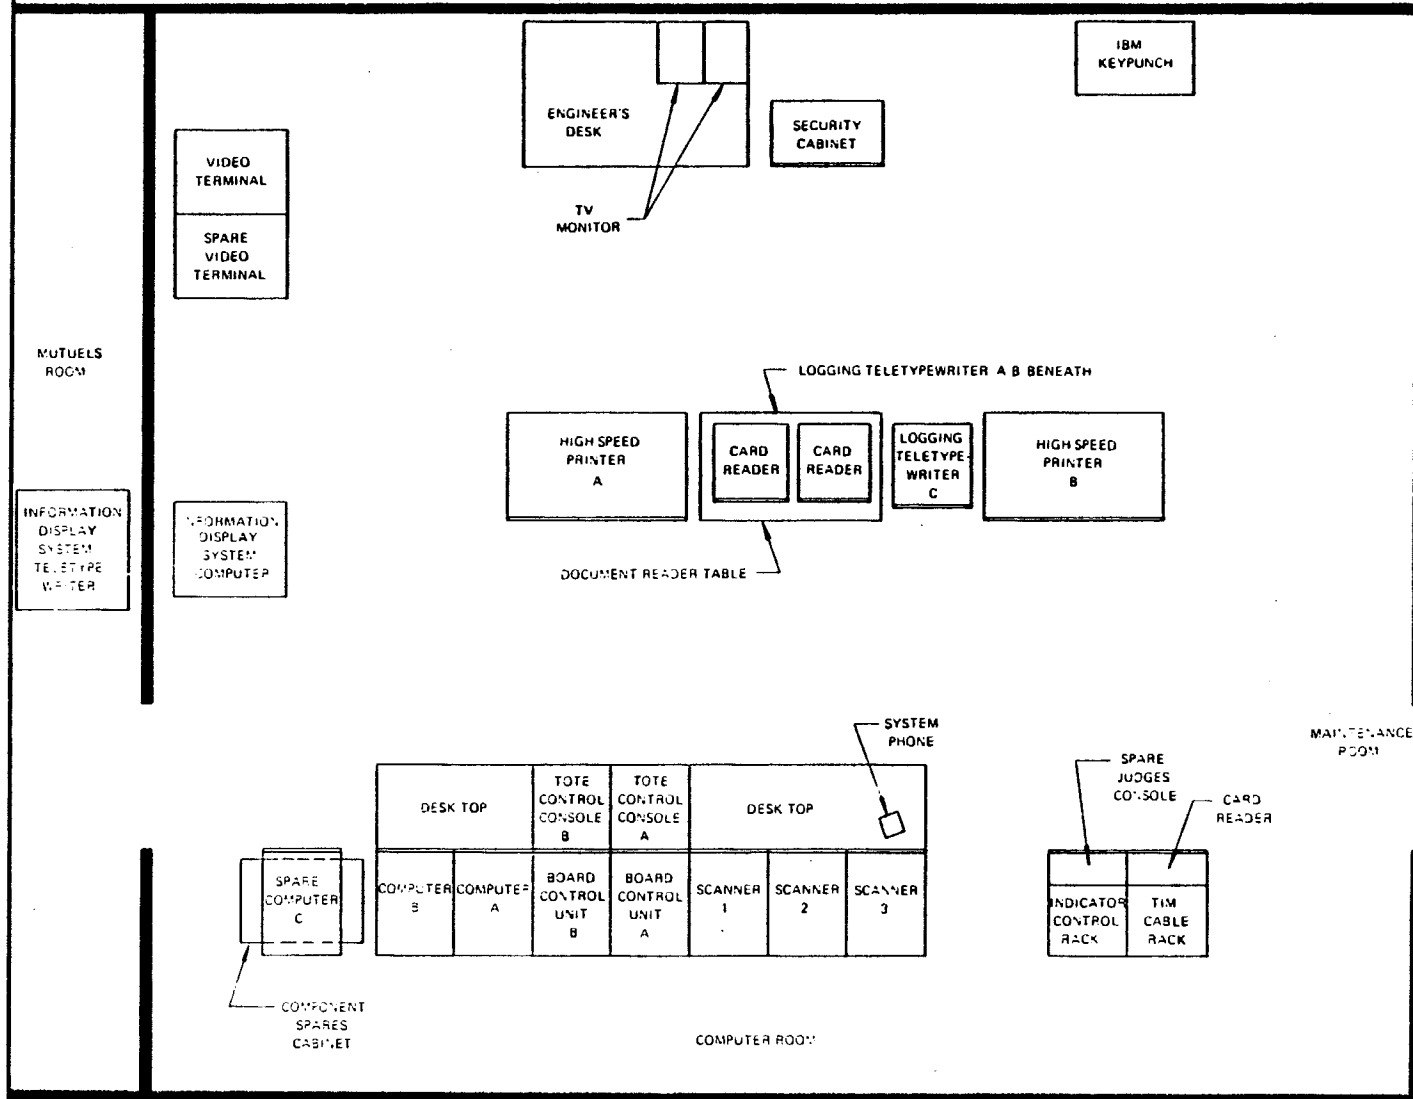 IBM
KEYPUNCH
ENGINEER'S
DESK
SECURITY
CABINET
VIDEO
TERMINAL
TV
MONITOR
SPARE
VIDEO
TERMINAL
MUTUELS
ROOM
LOGGING TELETYPEWRITER A B BENEATH
HIGH SPEED
PRINTER
A
CARD
READER
CARD
READER
LOGGING
TELETYPE-
WRITER
C
HIGH SPEED
PRINTER
B
INFORMATION
DISPLAY
SYSTEM
TELETYPE
WRITER
INFORMATION
DISPLAY
SYSTEM
COMPUTER
DOCUMENT READER TABLE
SYSTEM
PHONE
MAINTENANCE
ROOM
SPARE
JUDGES
CONSOLE
CARD
READER
DESK TOP
TOTE
CONTROL
CONSOLE
B
TOTE
CONTROL
CONSOLE
A
DESK TOP
SPARE
COMPUTER
C
COMPUTER
B
COMPUTER
A
BOARD
CONTROL
UNIT
B
BOARD
CONTROL
UNIT
A
SCANNER
1
SCANNER
2
SCANNER
3
INDICATOR
CONTROL
RACK
TIM
CABLE
RACK
COMPONENT
SPARES
CABINET
COMPUTER ROOM